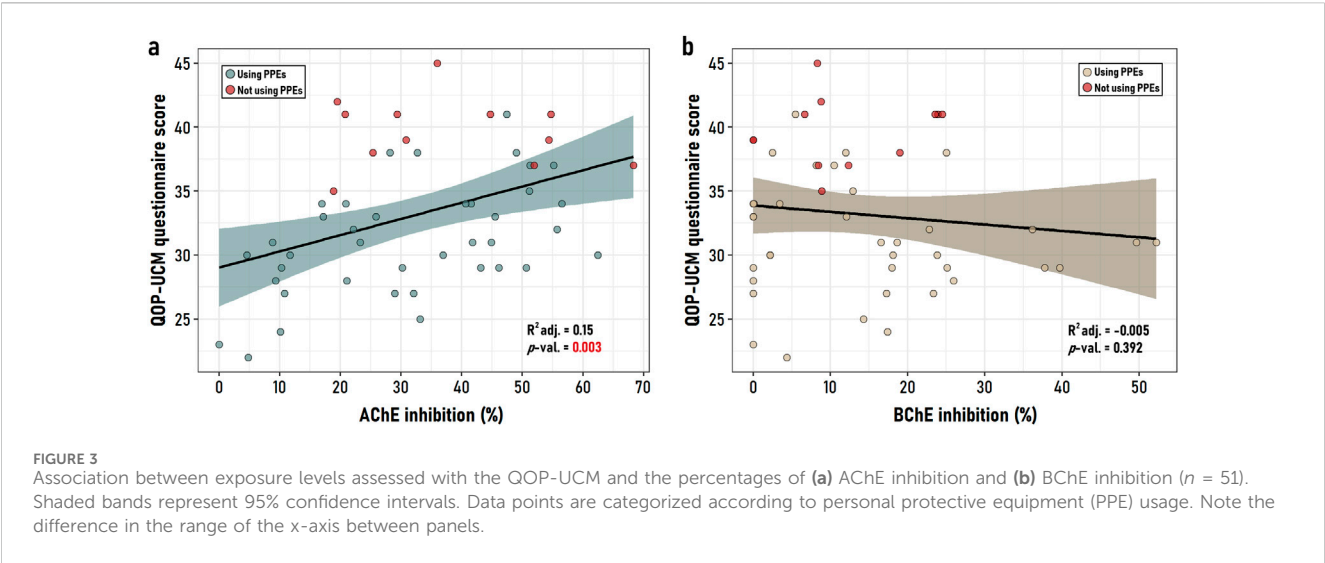 a
QOP-UCM questionnaire score
45
40
35
30
25
Using PPEs
Not using PPEs
R² adj. = 0.15
p-val. = 0.003
0 10 20 30 40 50 60 70
AChE inhibition (%)
b
QOP-UCM questionnaire score
45
40
35
30
25
Using PPEs
Not using PPEs
R² adj. = −0.005
p-val. = 0.392
0 10 20 30 40 50
BChE inhibition (%)
FIGURE 3
Association between exposure levels assessed with the QOP-UCM and the percentages of (a) AChE inhibition and (b) BChE inhibition (n = 51).
Shaded bands represent 95% confidence intervals. Data points are categorized according to personal protective equipment (PPE) usage. Note the
difference in the range of the x-axis between panels.